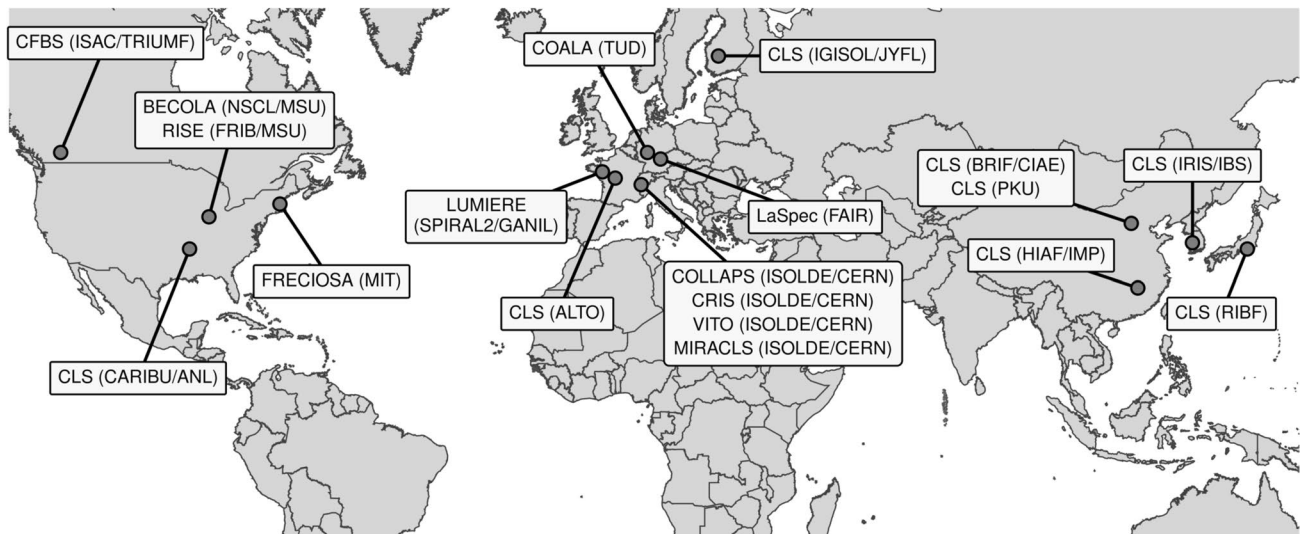 CFBS (ISAC/TRIUMF)
BECOLA (NSCL/MSU)
RISE (FRIB/MSU)
FRECIOSA (MIT)
CLS (CARIBU/ANL)
COALA (TUD)
CLS (IGISOL/JYFL)
LUMIERE
(SPIRAL2/GANIL)
LaSpec (FAIR)
CLS (ALTO)
COLLAPS (ISOLDE/CERN)
CRIS (ISOLDE/CERN)
VITO (ISOLDE/CERN)
MIRACLS (ISOLDE/CERN)
CLS (BRIF/CIAE)
CLS (PKU)
CLS (IRIS/IBS)
CLS (HIAF/IMP)
CLS (RIBF)